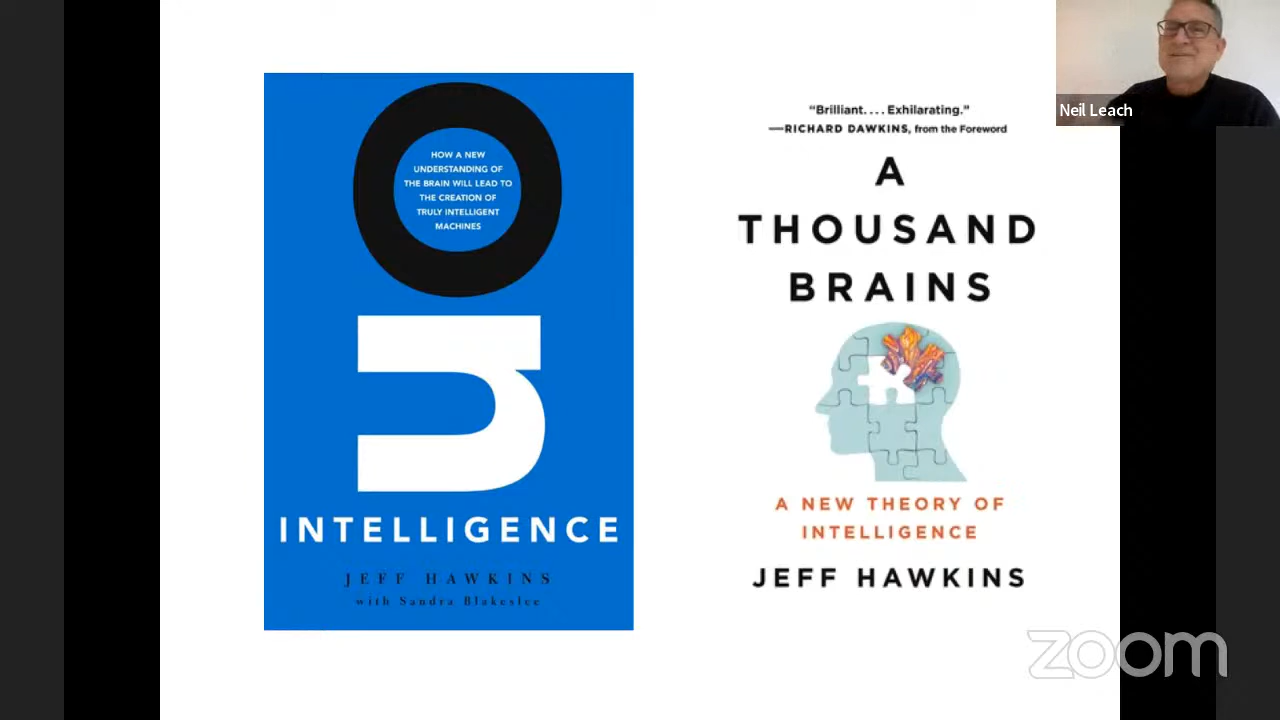 HOW A NEW
UNDERSTANDING OF
THE BRAIN WILL LEAD TO
THE CREATION OF
TRULY INTELLIGENT
MACHINES
On
INTELLIGENCE
JEFF HAWKINS
with Sandra Blakeslee
“Brilliant. . . . Exhilarating.”
—RICHARD DAWKINS, from the Foreword
A
THOUSAND
BRAINS
A NEW THEORY OF
INTELLIGENCE
JEFF HAWKINS
Neil Leach
zoom